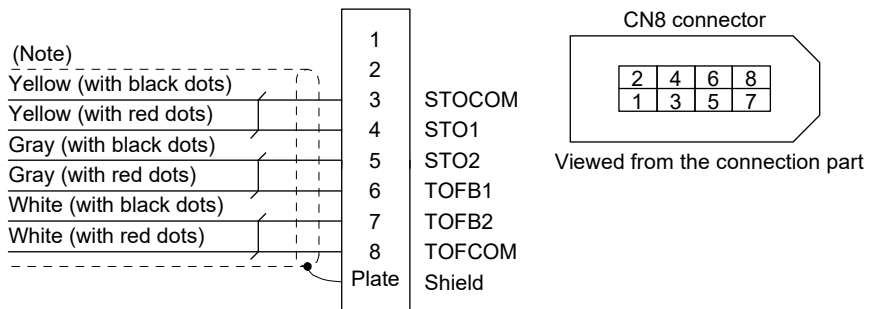 CN8 connector
(Note)
1
2
Yellow (with black dots) 3 STOCOM
Yellow (with red dots) 4 STO1
Gray (with black dots) 5 STO2
Gray (with red dots) 6 TOFB1
White (with black dots) 7 TOFB2
White (with red dots) 8 TOFCOM
Plate Shield
2 4 6 8
1 3 5 7
Viewed from the connection part